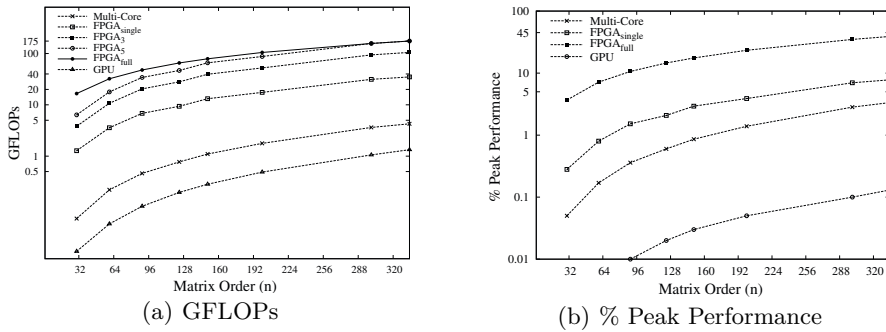 GFLOPs
175
100
40
20
10
5
1
0.5
Multi-Core
FPGAsingle
FPGA3
FPGA5
FPGAfull
GPU
32 64 96 128 160 192 224 256 288 320
Matrix Order (n)
(a) GFLOPs
% Peak Performance
100
45
10
5
1
0.1
0.01
Multi-Core
FPGAsingle
FPGAfull
GPU
32 64 96 128 160 192 224 256 288 320
Matrix Order (n)
(b) % Peak Performance